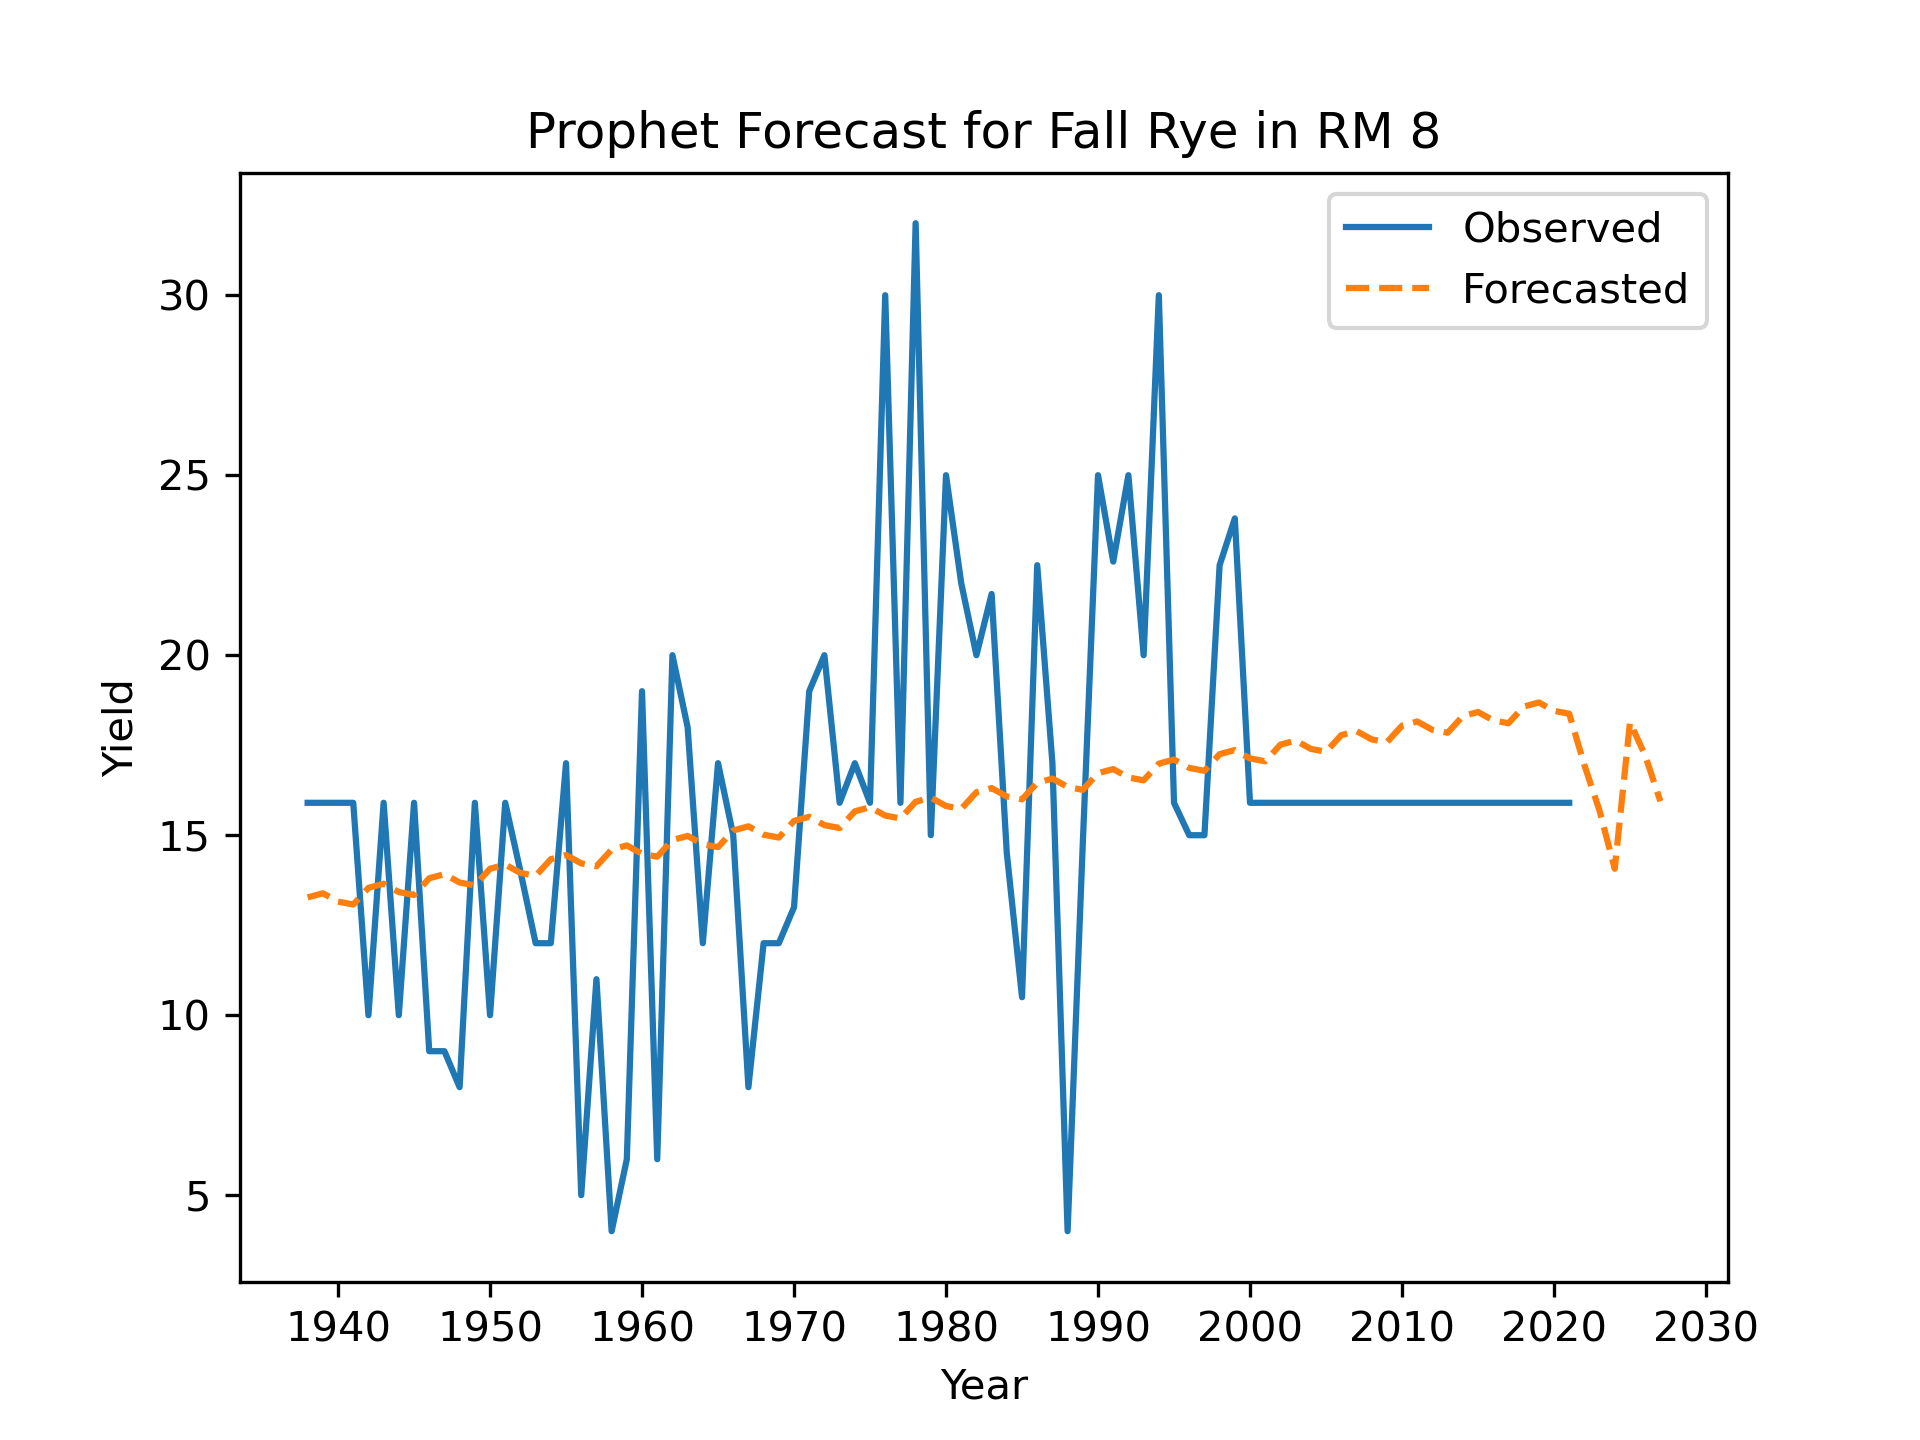 Prophet Forecast for Fall Rye in RM 8
Observed
Forecasted
30
25
20
15
10
5
Yield
1940 1950 1960 1970 1980 1990 2000 2010 2020 2030
Year